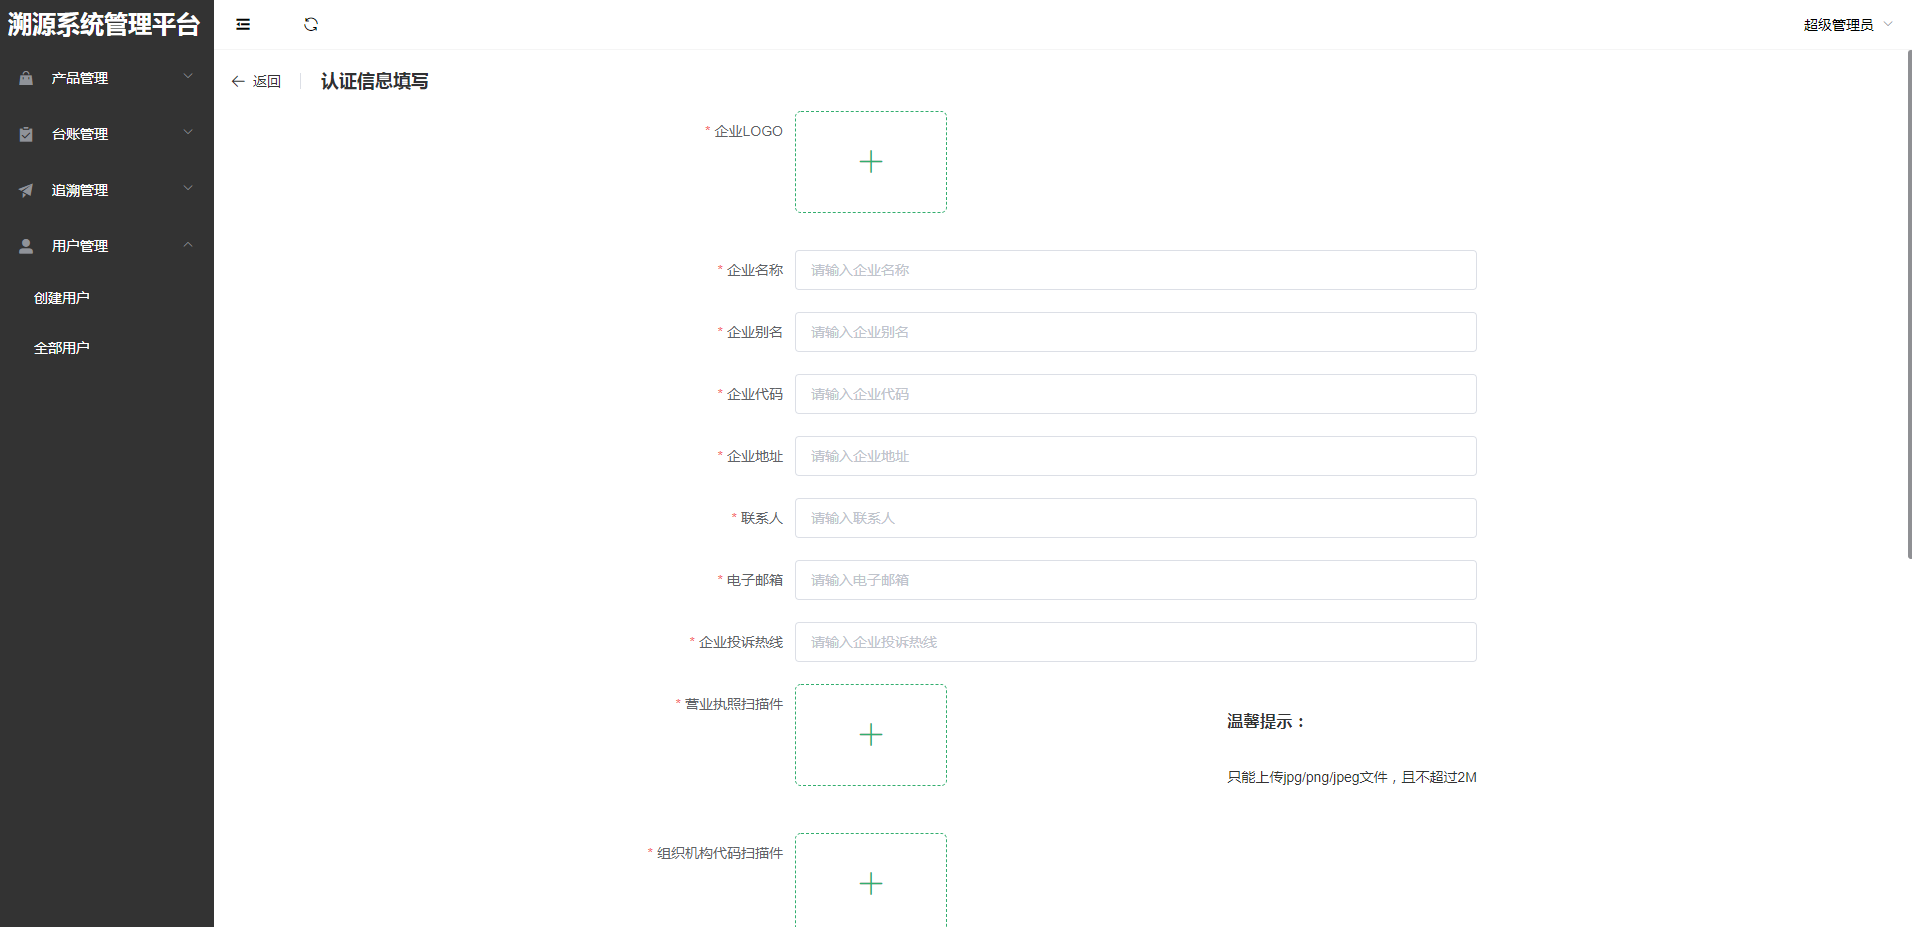 溯源系统管理平台
超级管理员
产品管理
台账管理
追溯管理
用户管理
创建用户
全部用户
返回
认证信息填写
* 企业LOGO
* 企业名称 请输入企业名称
* 企业别名 请输入企业别名
* 企业代码 请输入企业代码
* 企业地址 请输入企业地址
* 联系人 请输入联系人
* 电子邮箱 请输入电子邮箱
* 企业投诉热线 请输入企业投诉热线
* 营业执照扫描件
温馨提示：
只能上传jpg/png/jpeg文件，且不超过2M
* 组织机构代码扫描件